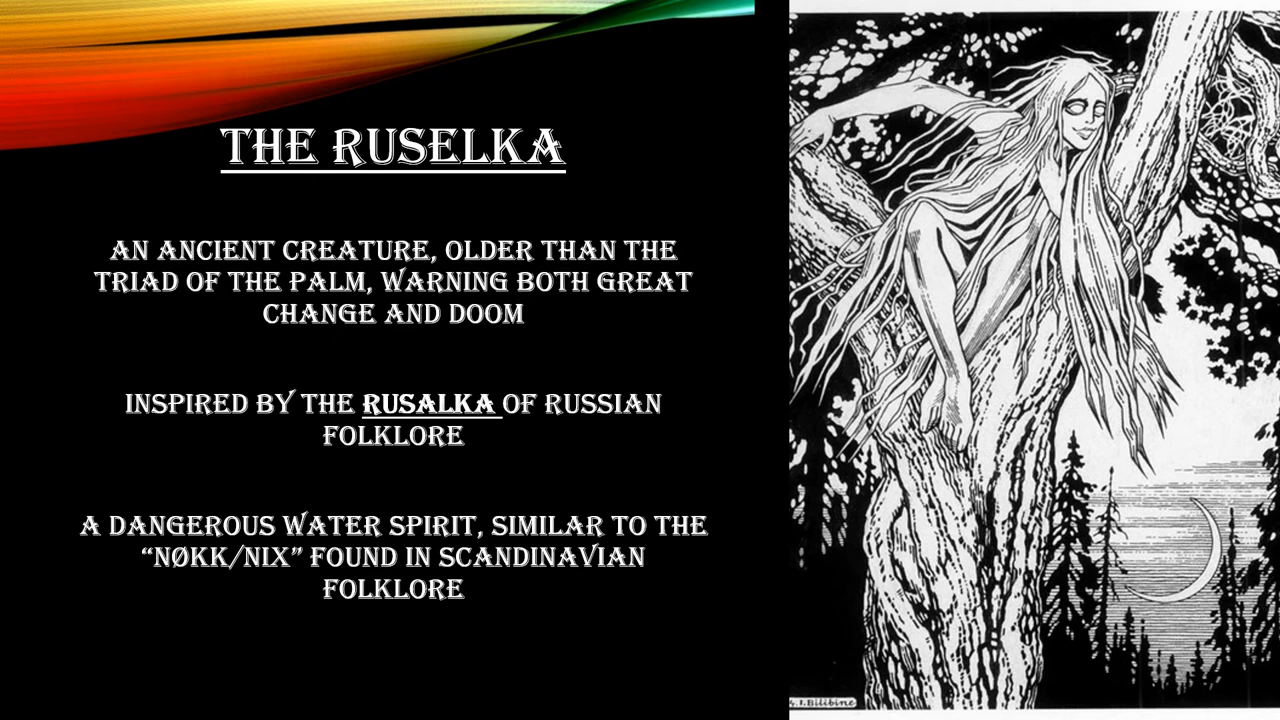 THE RUSELKA
AN ANCIENT CREATURE, OLDER THAN THE
TRIAD OF THE PALM, WARNING BOTH GREAT
CHANGE AND DOOM
INSPIRED BY THE RUSALKA OF RUSSIAN
FOLKLORE
A DANGEROUS WATER SPIRIT, SIMILAR TO THE
“NØKK/NIX” FOUND IN SCANDINAVIAN
FOLKLORE
I.Bilibine